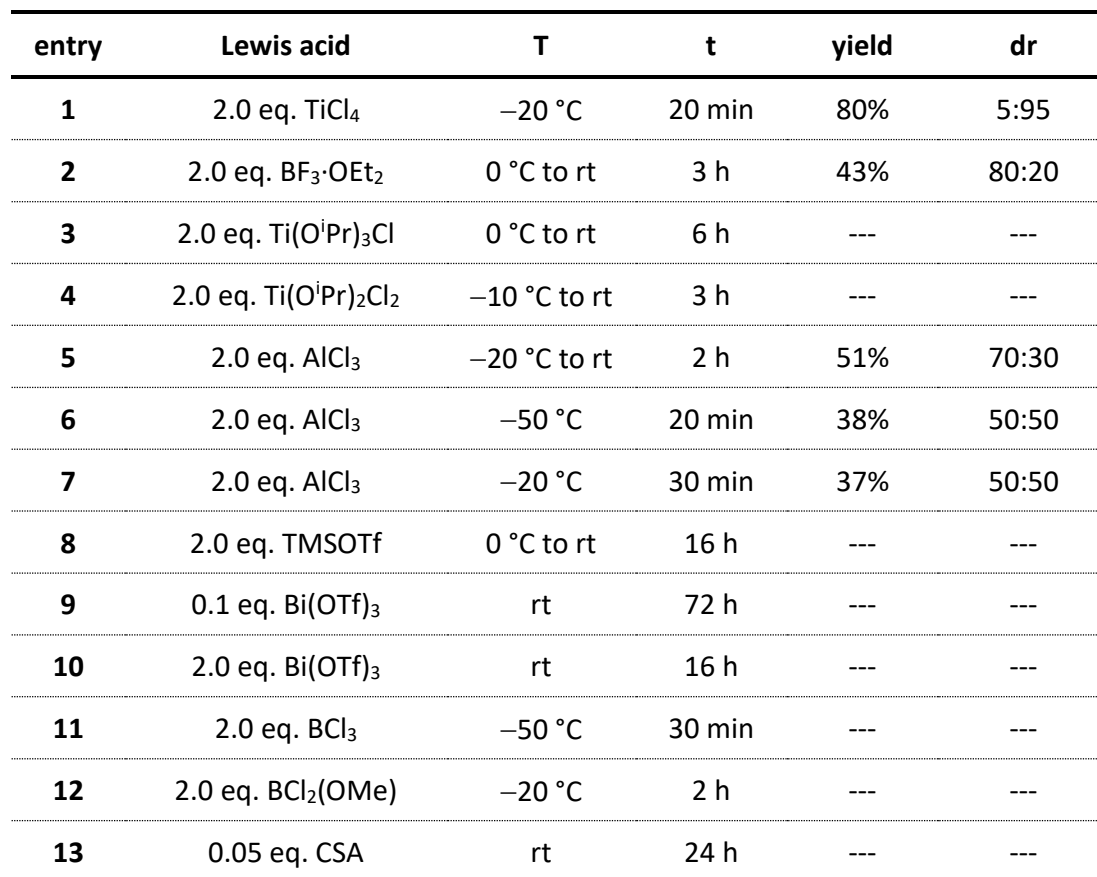 entry Lewis acid T t yield dr
1 2.0 eq. TiCl₄ −20 °C 20 min 80% 5:95
2 2.0 eq. BF₃·OEt₂ 0 °C to rt 3 h 43% 80:20
3 2.0 eq. Ti(OⁱPr)₃Cl 0 °C to rt 6 h --- ---
4 2.0 eq. Ti(OⁱPr)₂Cl₂ −10 °C to rt 3 h --- ---
5 2.0 eq. AlCl₃ −20 °C to rt 2 h 51% 70:30
6 2.0 eq. AlCl₃ −50 °C 20 min 38% 50:50
7 2.0 eq. AlCl₃ −20 °C 30 min 37% 50:50
8 2.0 eq. TMSOTf 0 °C to rt 16 h --- ---
9 0.1 eq. Bi(OTf)₃ rt 72 h --- ---
10 2.0 eq. Bi(OTf)₃ rt 16 h --- ---
11 2.0 eq. BCl₃ −50 °C 30 min --- ---
12 2.0 eq. BCl₂(OMe) −20 °C 2 h --- ---
13 0.05 eq. CSA rt 24 h --- ---